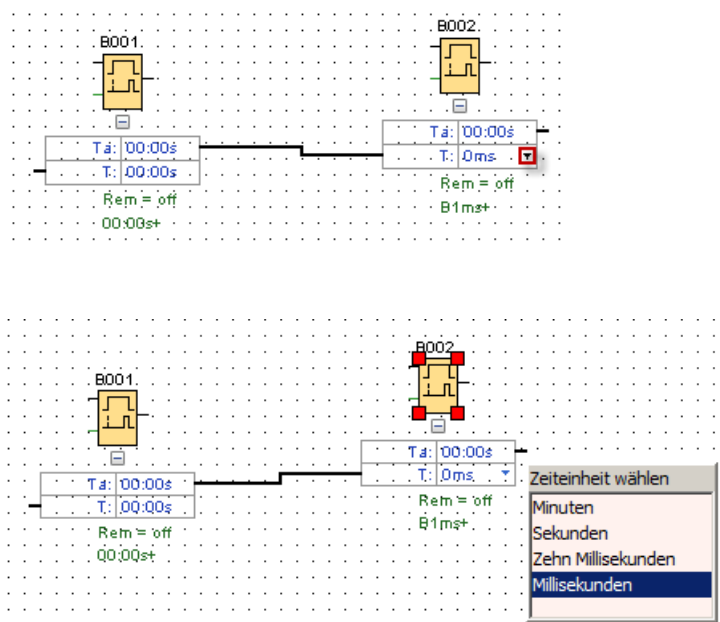 B001
B002
Ta: 00:00s
T: 00:00s
Rem = off
00:00s+
Ta: 00:00s
T: 0ms
Rem = off
B1ms+
B001
B002
Ta: 00:00s
T: 00:00s
Rem = off
00:00s+
Ta: 00:00s
T: 0ms
Rem = off
B1ms+
Zeiteinheit wählen
Minuten
Sekunden
Zehn Millisekunden
Millisekunden